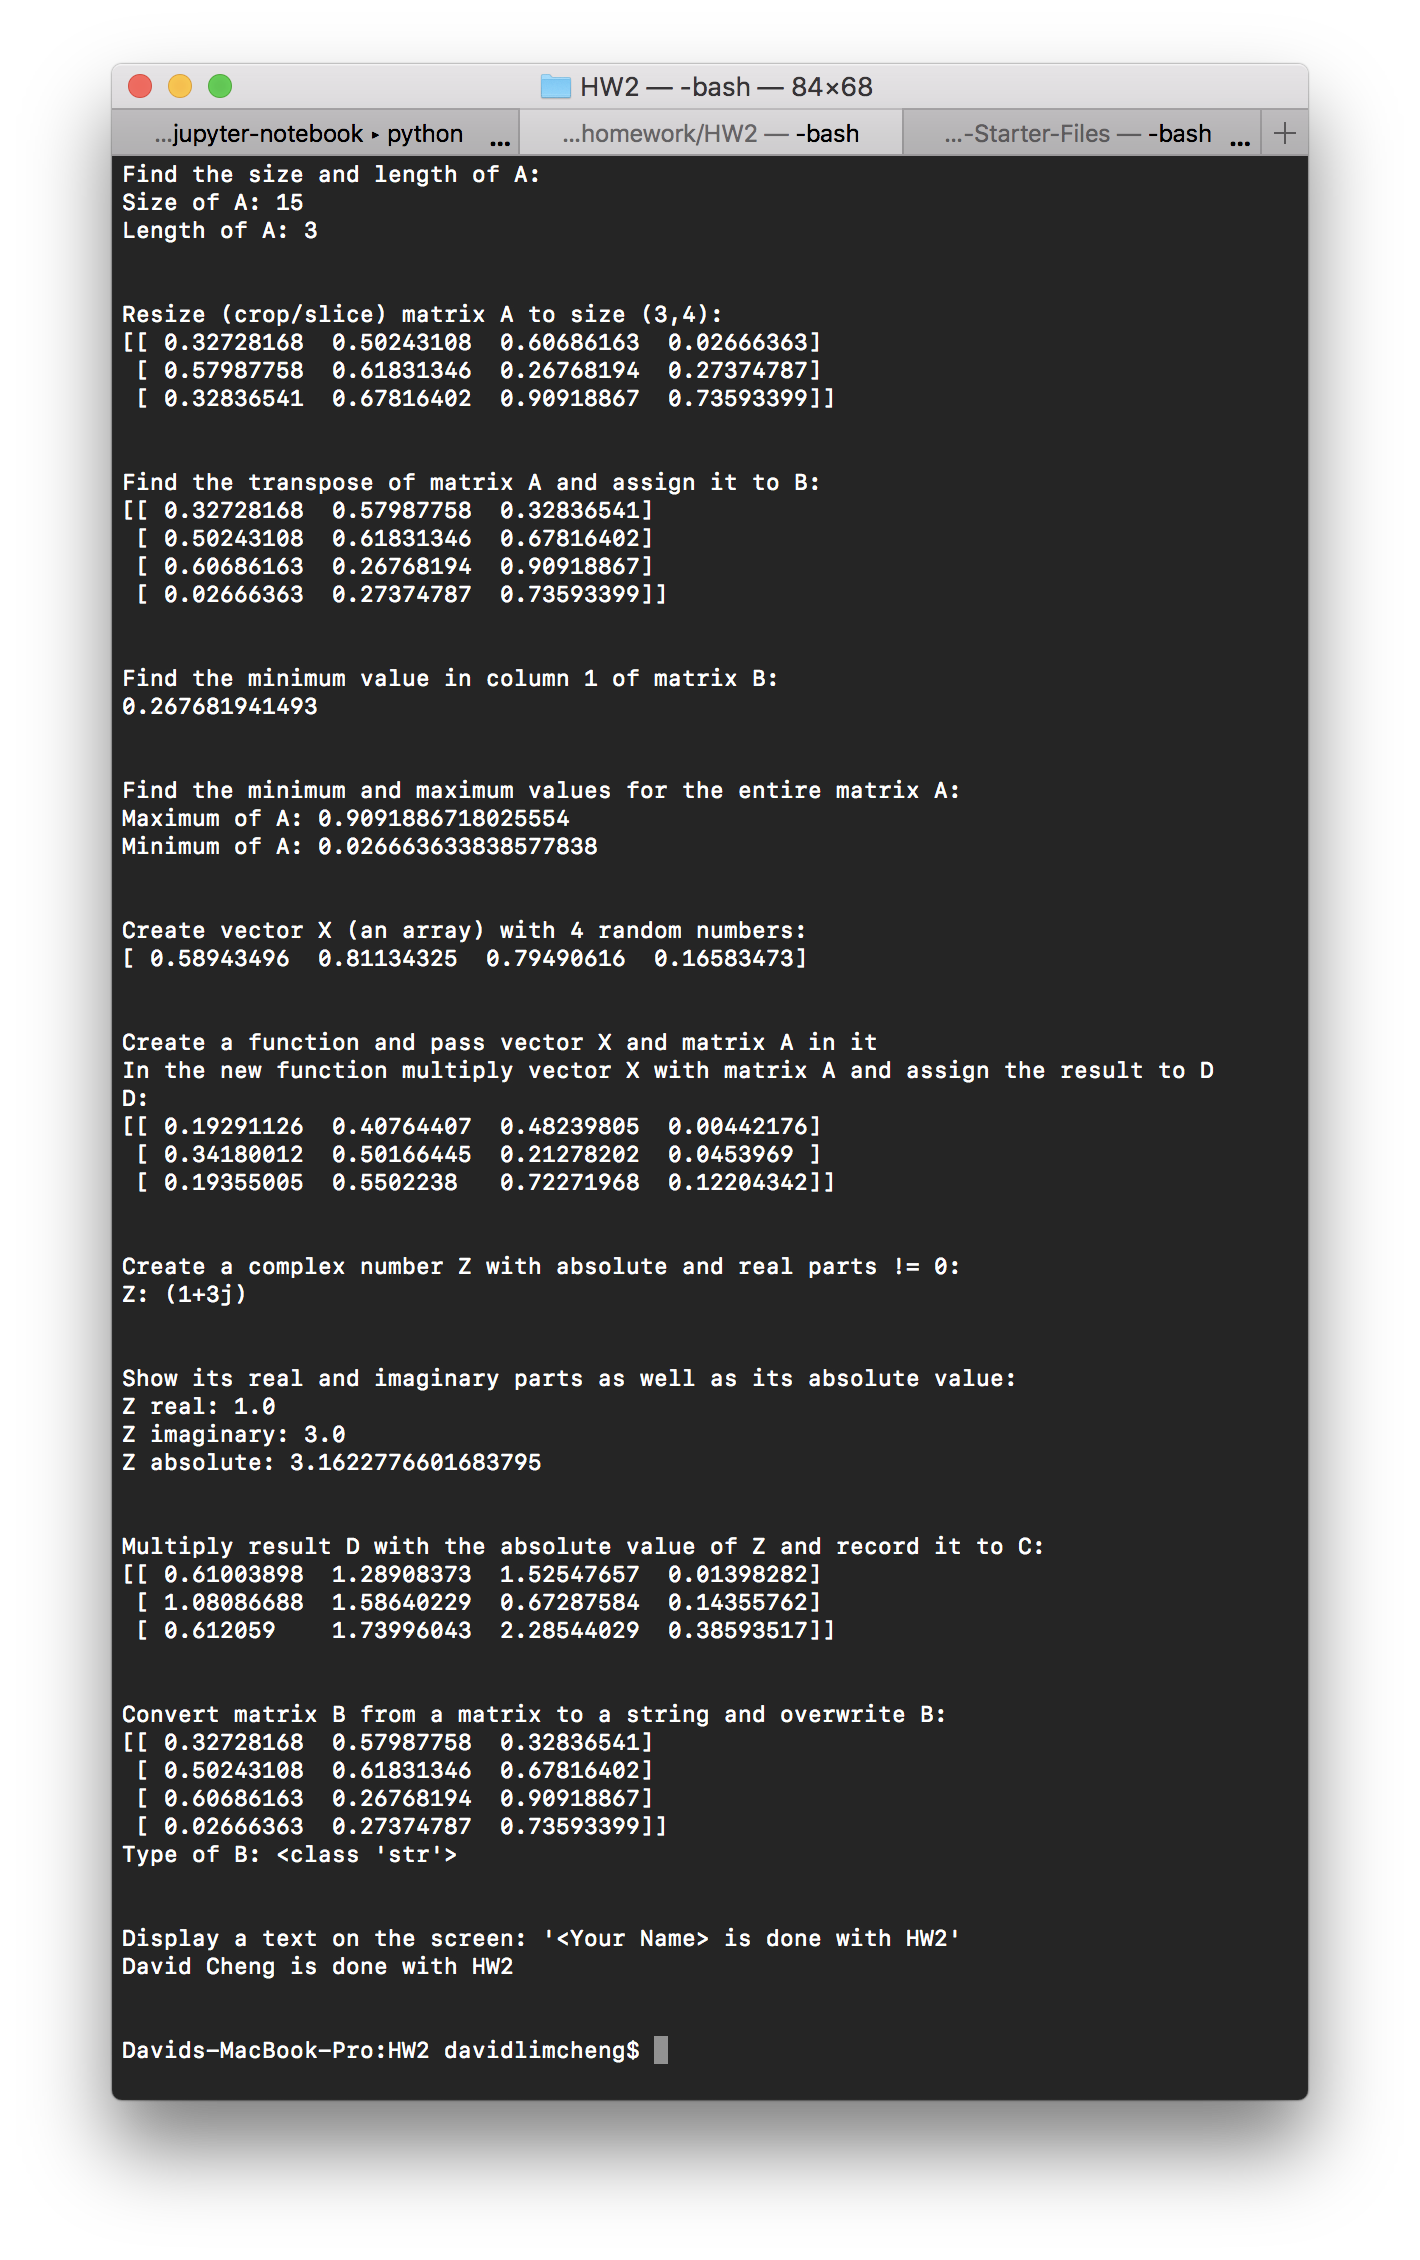 HW2 — -bash — 84×68
...jupyter-notebook ▸ python ... ...homework/HW2 — -bash ...-Starter-Files — -bash ... +
Find the size and length of A:
Size of A: 15
Length of A: 3
Resize (crop/slice) matrix A to size (3,4):
[[ 0.32728168  0.50243108  0.60686163  0.02666363]
 [ 0.57987758  0.61831346  0.26768194  0.27374787]
 [ 0.32836541  0.67816402  0.90918867  0.73593399]]
Find the transpose of matrix A and assign it to B:
[[ 0.32728168  0.57987758  0.32836541]
 [ 0.50243108  0.61831346  0.67816402]
 [ 0.60686163  0.26768194  0.90918867]
 [ 0.02666363  0.27374787  0.73593399]]
Find the minimum value in column 1 of matrix B:
0.267681941493
Find the minimum and maximum values for the entire matrix A:
Maximum of A: 0.9091886718025554
Minimum of A: 0.026663633838577838
Create vector X (an array) with 4 random numbers:
[ 0.58943496  0.81134325  0.79490616  0.16583473]
Create a function and pass vector X and matrix A in it
In the new function multiply vector X with matrix A and assign the result to D
D:
[[ 0.19291126  0.40764407  0.48239805  0.00442176]
 [ 0.34180012  0.50166445  0.21278202  0.0453969 ]
 [ 0.19355005  0.5502238   0.72271968  0.12204342]]
Create a complex number Z with absolute and real parts != 0:
Z: (1+3j)
Show its real and imaginary parts as well as its absolute value:
Z real: 1.0
Z imaginary: 3.0
Z absolute: 3.1622776601683795
Multiply result D with the absolute value of Z and record it to C:
[[ 0.61003898  1.28908373  1.52547657  0.01398282]
 [ 1.08086688  1.58640229  0.67287584  0.14355762]
 [ 0.612059    1.73996043  2.28544029  0.38593517]]
Convert matrix B from a matrix to a string and overwrite B:
[[ 0.32728168  0.57987758  0.32836541]
 [ 0.50243108  0.61831346  0.67816402]
 [ 0.60686163  0.26768194  0.90918867]
 [ 0.02666363  0.27374787  0.73593399]]
Type of B: <class 'str'>
Display a text on the screen: '<Your Name> is done with HW2'
David Cheng is done with HW2
Davids-MacBook-Pro:HW2 davidlimcheng$